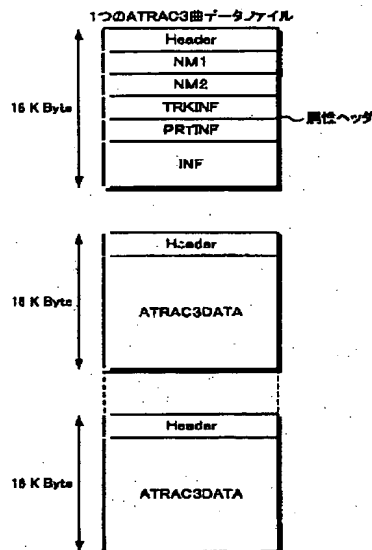 1つのATRAC3曲データファイル
Header
NM1
NM2
TRKINF
PRTINF
INF
16 K Byte
属性ヘッダ
Header
ATRAC3DATA
16 K Byte
Header
ATRAC3DATA
16 K Byte